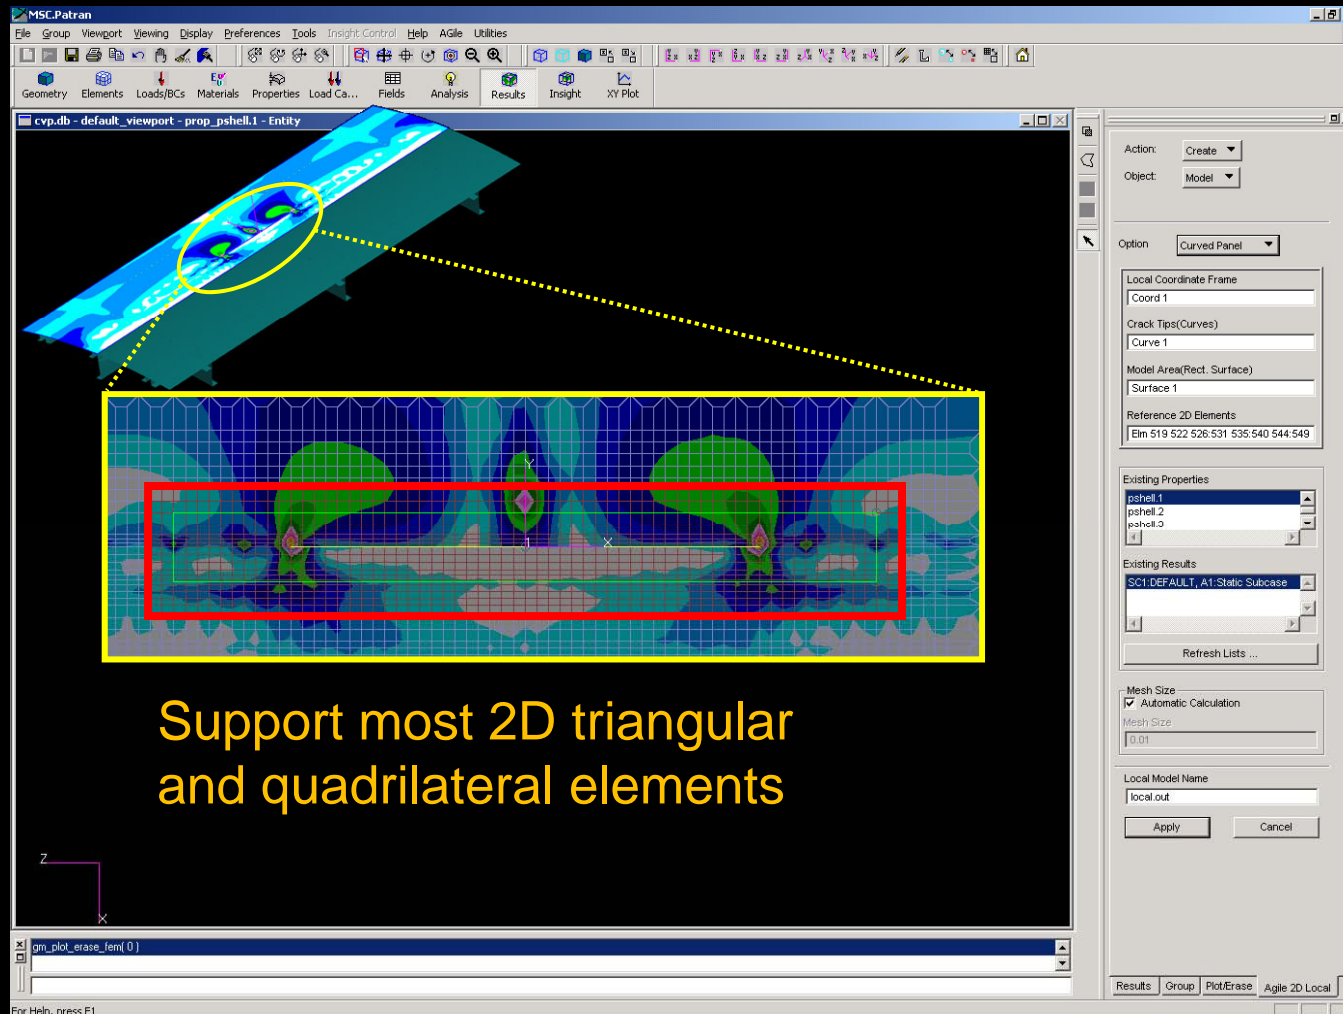 MSC.Patran
File Group Viewport Viewing Display Preferences Tools Insight Control Help AGile Utilities
Geometry Elements Loads/BCs Materials Properties Load Ca... Fields Analysis Results Insight XY Plot
cvp.db - default_viewport - prop_pshell.1 - Entity
Action: Create
Object: Model
Option Curved Panel
Local Coordinate Frame
Coord 1
Crack Tips(Curves)
Curve 1
Model Area(Rect. Surface)
Surface 1
Reference 2D Elements
Elm 519 522 526:531 535:540 544:549
Existing Properties
pshell.1
pshell.2
pshell.3
Existing Results
SC1:DEFAULT, A1:Static Subcase
Refresh Lists ...
Mesh Size
Automatic Calculation
Mesh Size
0.01
Local Model Name
local.out
Apply Cancel
Y
1 X
Support most 2D triangular
and quadrilateral elements
Z
X
gm_plot_erase_fem( 0 )
Results Group Plot/Erase Agile 2D Local
For Help, press F1